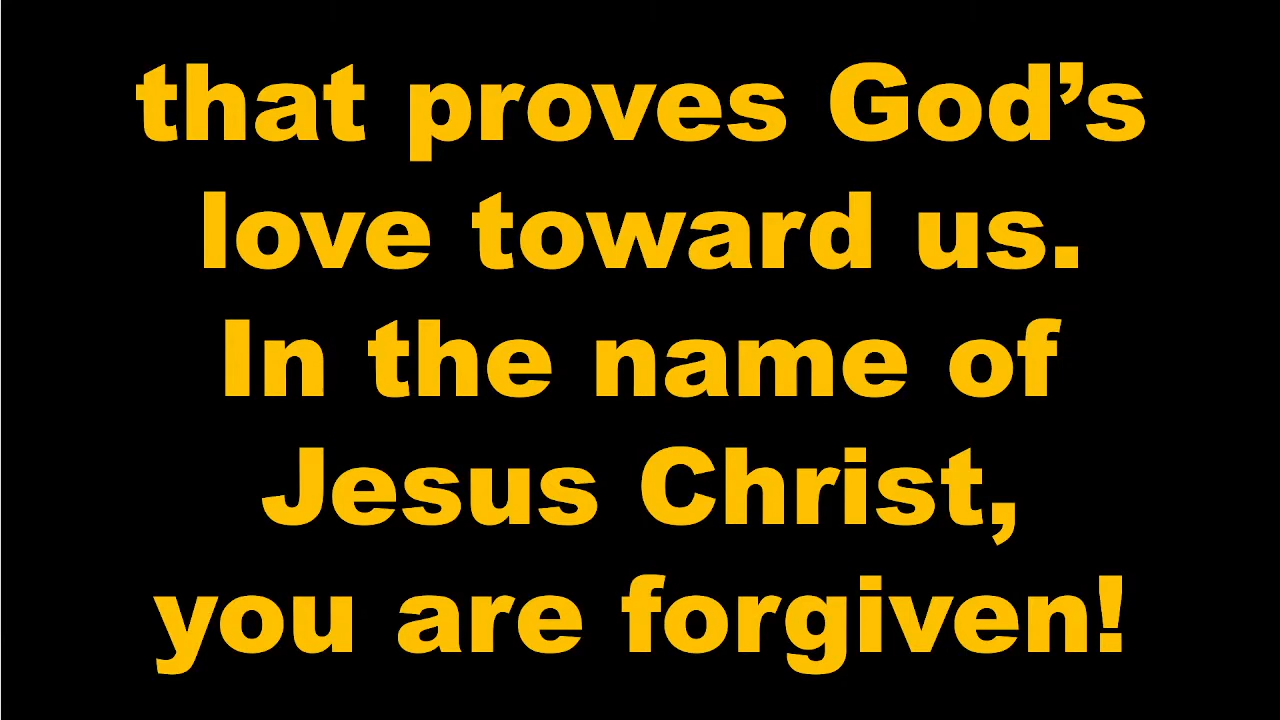 that proves God’s
love toward us.
In the name of
Jesus Christ,
you are forgiven!